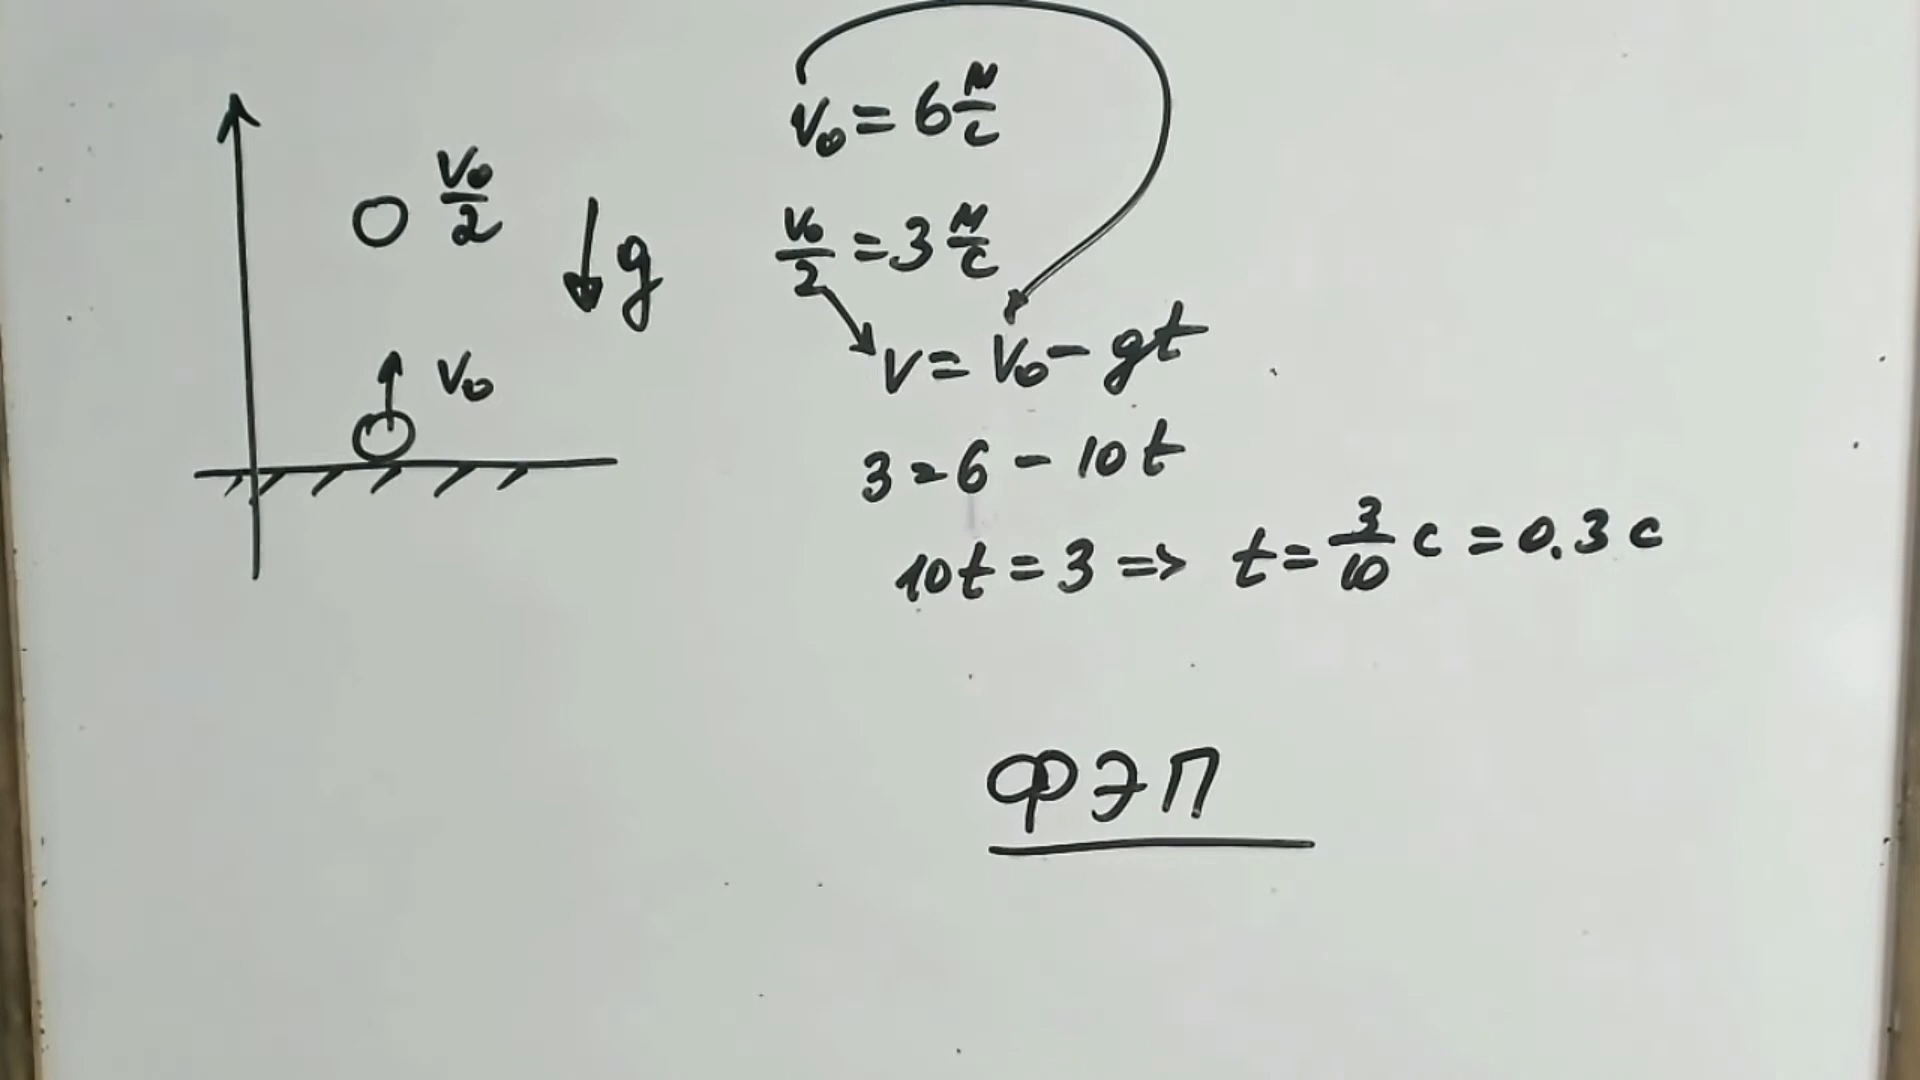 v₀/2
g
v₀
v₀ = 6 м/с
v₀/2 = 3 м/с
v = v₀ - gt
3 = 6 - 10t
10t = 3 => t = 3/10 c = 0.3 c
ФЭП